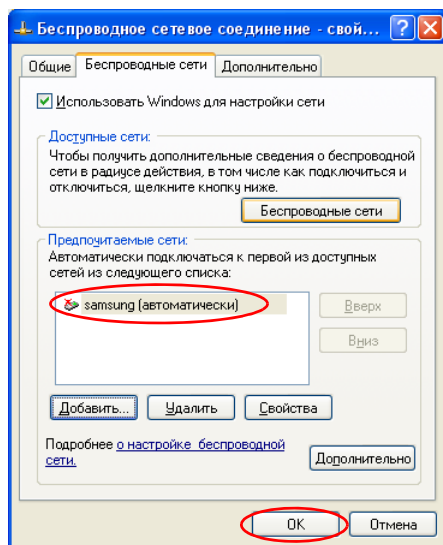 Беспроводное сетевое соединение - свой...
Общие Беспроводные сети Дополнительно
Использовать Windows для настройки сети
Доступные сети:
Чтобы получить дополнительные сведения о беспроводной
сети в радиусе действия, в том числе как подключиться и
отключиться, щелкните кнопку ниже.
Беспроводные сети
Предпочитаемые сети:
Автоматически подключаться к первой из доступных
сетей из следующего списка:
samsung (автоматически)
Вверх
Вниз
Добавить... Удалить Свойства
Подробнее о настройке беспроводной
сети.
Дополнительно
OK Отмена